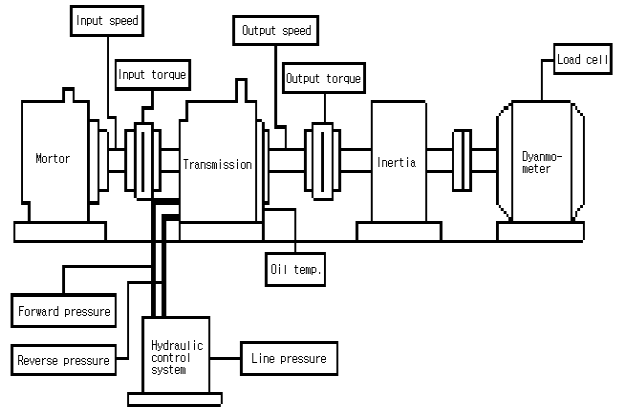 Input speed
Output speed
Load cell
Input torque
Output torque
Mortor
Transmission
Inertia
Dyanmo-
meter
Oil temp.
Forward pressure
Reverse pressure
Hydraulic
control
system
Line pressure